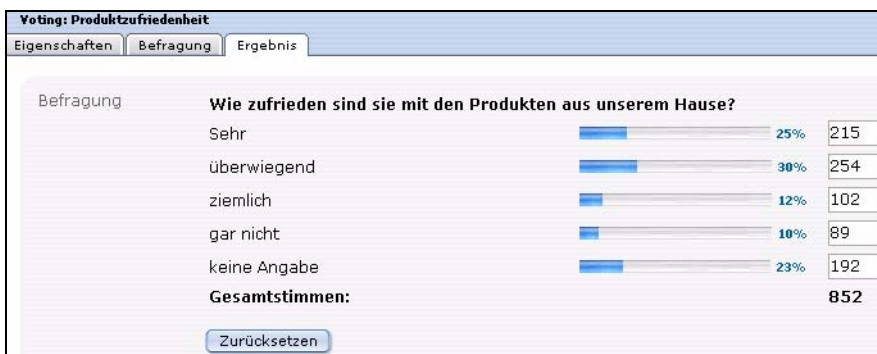 Voting: Produktzufriedenheit
Eigenschaften Befragung Ergebnis
Befragung Wie zufrieden sind sie mit den Produkten aus unserem Hause?
Sehr 25% 215
überwiegend 30% 254
ziemlich 12% 102
gar nicht 10% 89
keine Angabe 23% 192
Gesamtstimmen: 852
Zurücksetzen